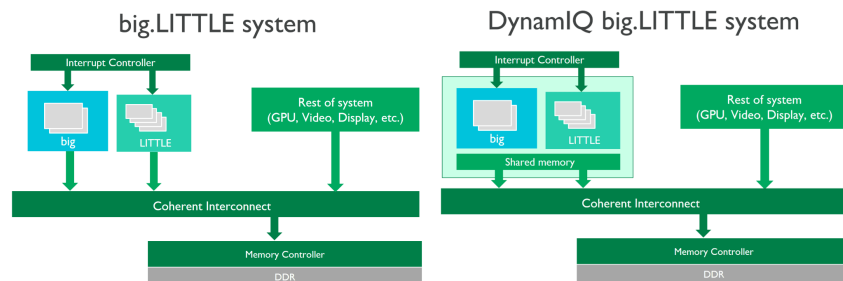 big.LITTLE system
Interrupt Controller
big
LITTLE
Rest of system
(GPU, Video, Display, etc.)
Coherent Interconnect
Memory Controller
DDR
DynamIQ big.LITTLE system
Interrupt Controller
big
LITTLE
Shared memory
Rest of system
(GPU, Video, Display, etc.)
Coherent Interconnect
Memory Controller
DDR